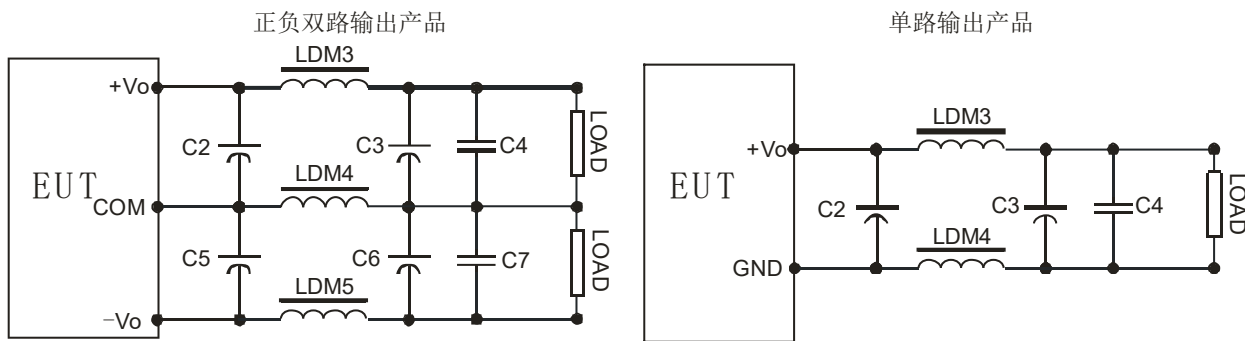 正负双路输出产品
LDM3
+Vo
C2
C3
C4
LOAD
EUT
LDM4
COM
C5
C6
C7
LOAD
LDM5
−Vo
单路输出产品
LDM3
+Vo
EUT
C2
C3
C4
LOAD
LDM4
GND